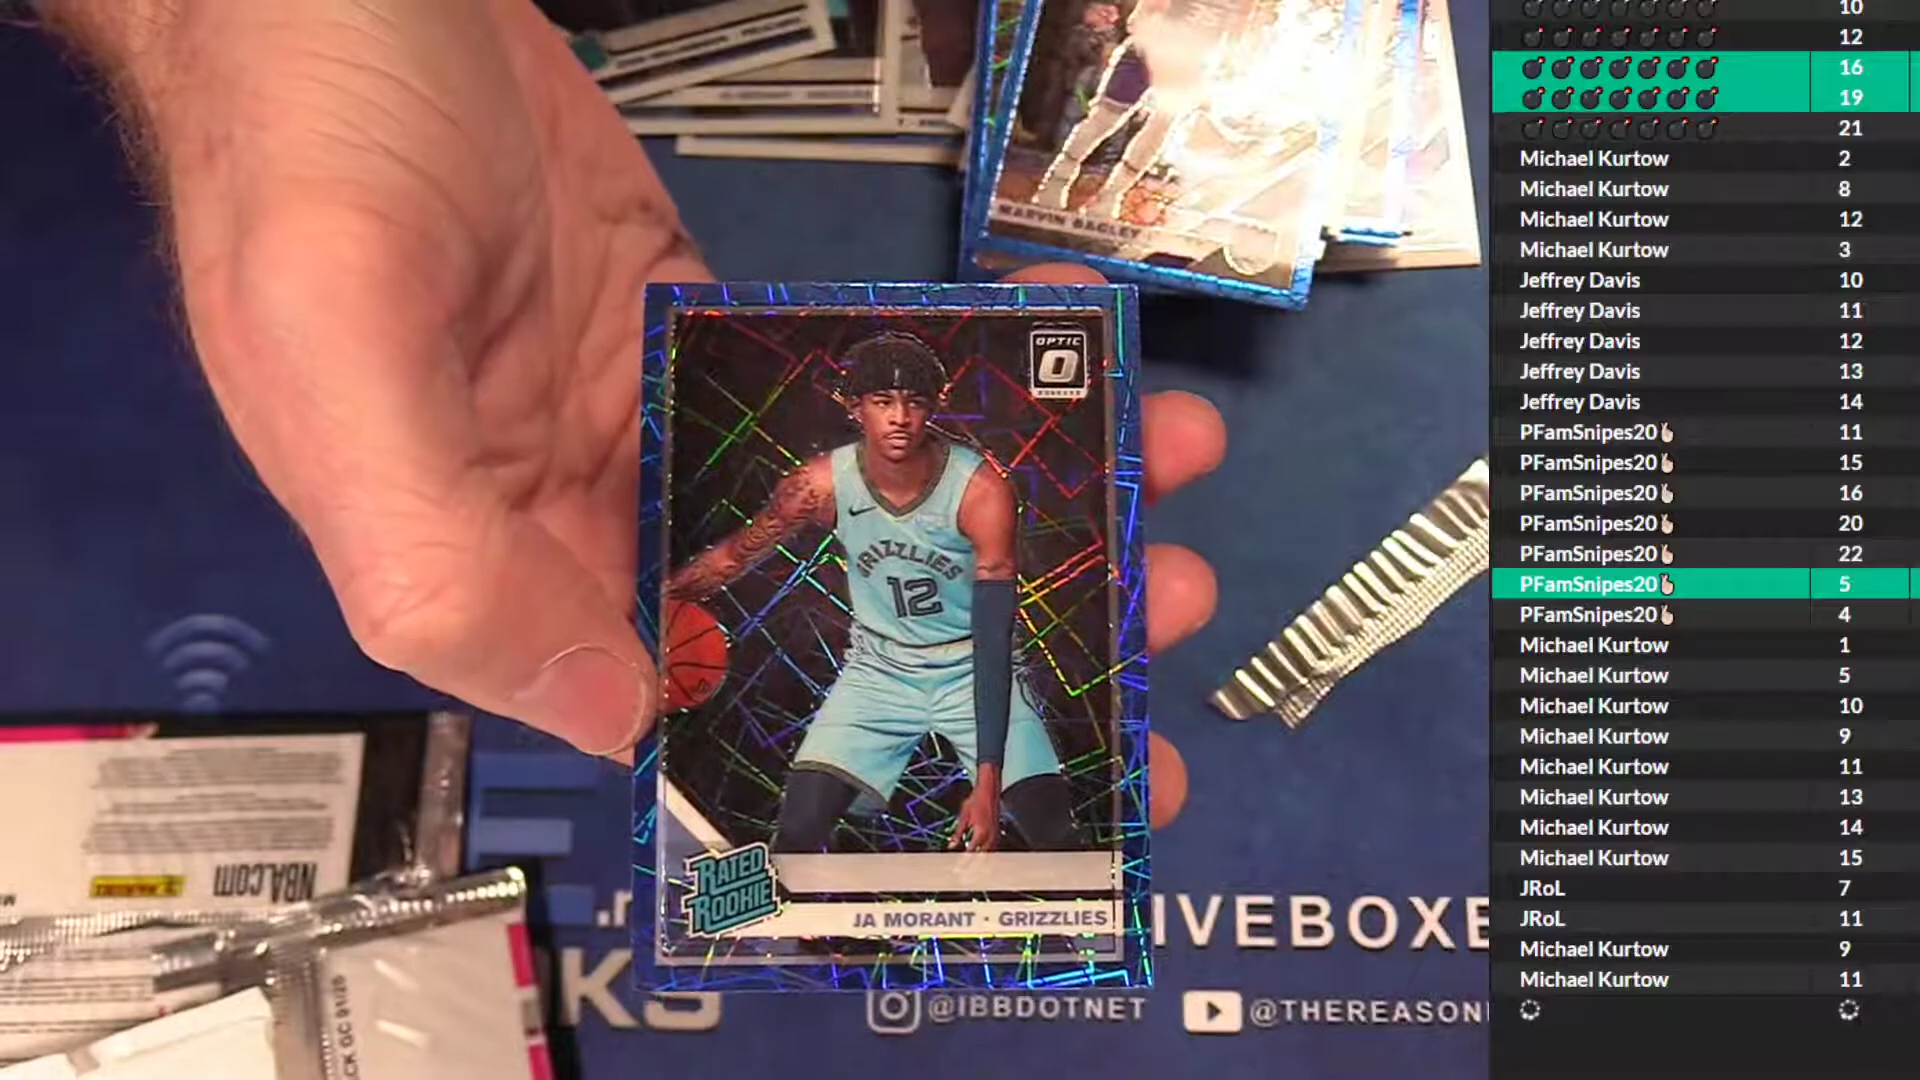 MARVIN BAGLEY
OPTIC
GRIZZLIES
12
RATED
ROOKIE
JA MORANT · GRIZZLIES
NBA.COM
PANINI
IVEBOXE
KS
@IBBDOTNET
@THEREASON
10
12
16
19
21
Michael Kurtow 2
Michael Kurtow 8
Michael Kurtow 12
Michael Kurtow 3
Jeffrey Davis 10
Jeffrey Davis 11
Jeffrey Davis 12
Jeffrey Davis 13
Jeffrey Davis 14
PFamSnipes20 11
PFamSnipes20 15
PFamSnipes20 16
PFamSnipes20 20
PFamSnipes20 22
PFamSnipes20 5
PFamSnipes20 4
Michael Kurtow 1
Michael Kurtow 5
Michael Kurtow 10
Michael Kurtow 9
Michael Kurtow 11
Michael Kurtow 13
Michael Kurtow 14
Michael Kurtow 15
JRoL 7
JRoL 11
Michael Kurtow 9
Michael Kurtow 11